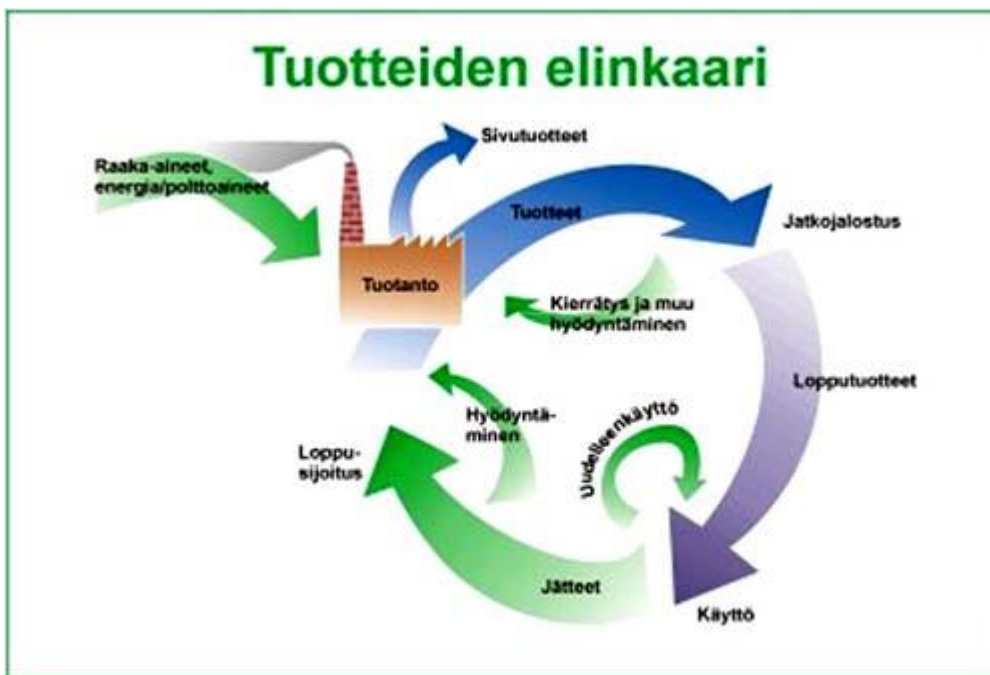 Tuotteiden elinkaari
Sivutuotteet
Raaka-aineet,
energia/polttoaineet
Tuotteet
Jatkojalostus
Tuotanto
Kierrätys ja muu
hyödyntäminen
Lopputuotteet
Hyödyntä-
minen
Uudelleenkäyttö
Loppu-
sijoitus
Jätteet
Käyttö